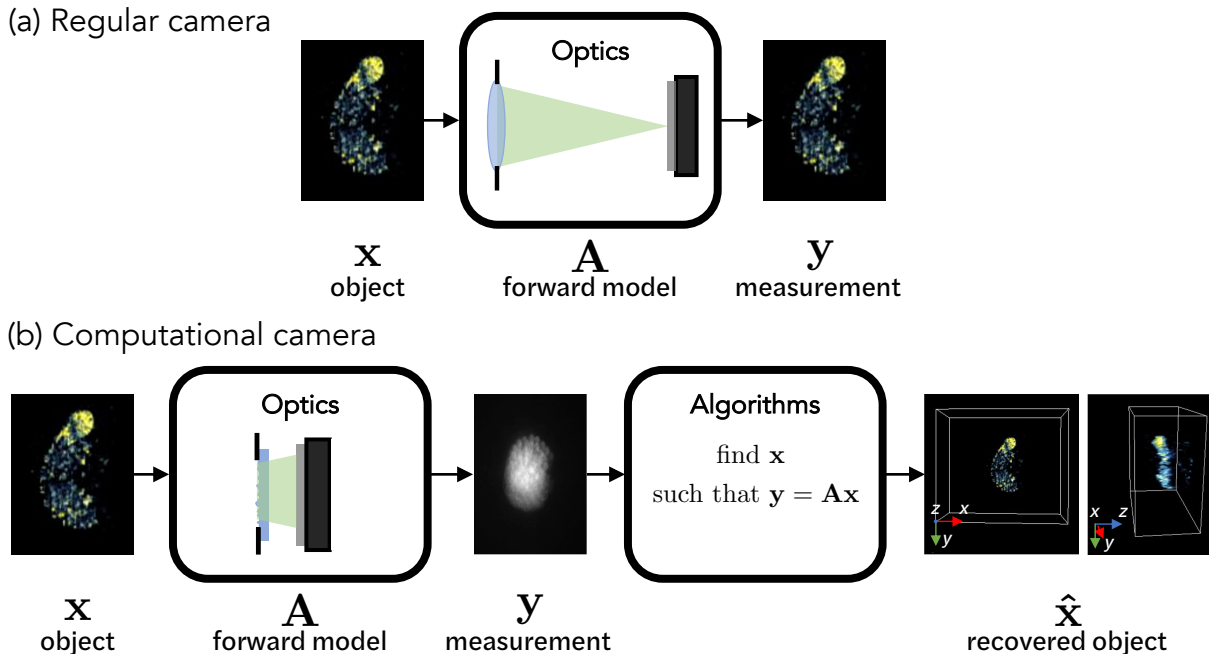 (a) Regular camera
Optics
x
A
y
object
forward model
measurement
(b) Computational camera
Optics
Algorithms
find x
such that y = Ax
z
x
y
x
z
y
x
A
y
x̂
object
forward model
measurement
recovered object